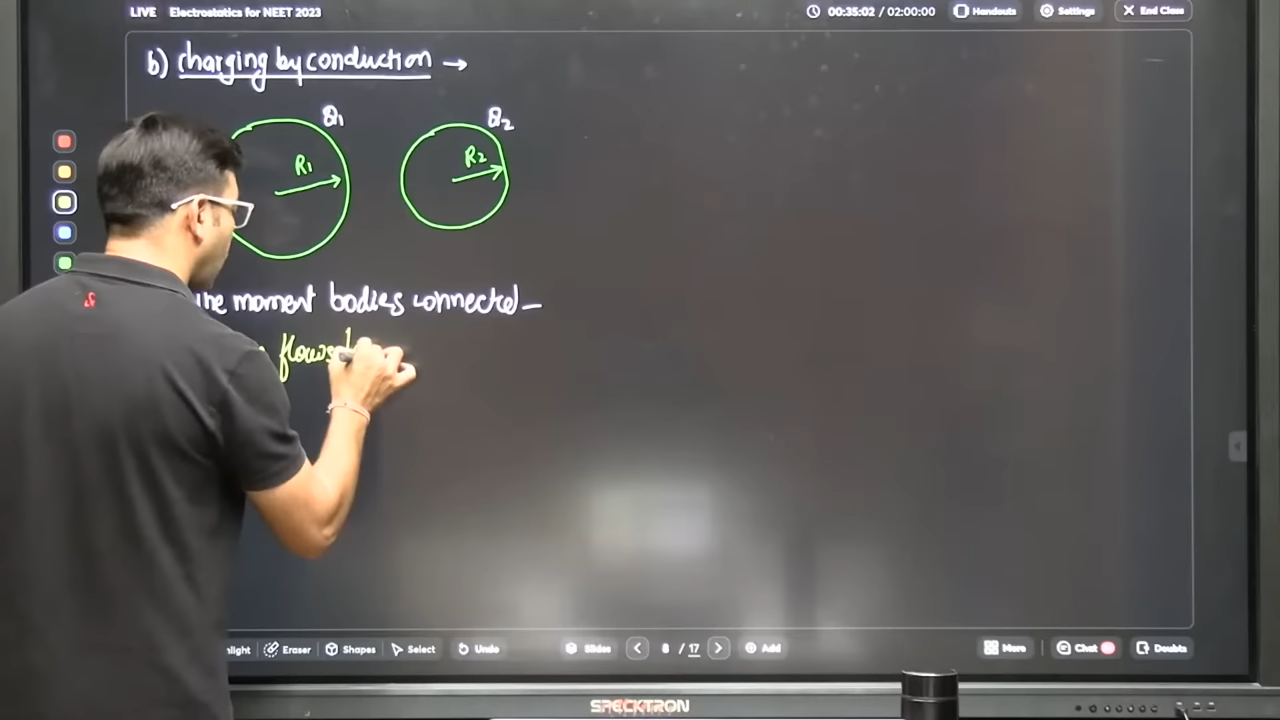 LIVE Electrostatics for NEET 2023
00:35:02 / 02:00:00 Handouts Settings End Class
b) charging by conduction →
Q1 Q2
R1 R2
moment bodies connected —
flows
Eraser Shapes Select Undo Slides 8 / 17 Add More Chat Doubts
SPECKTRON